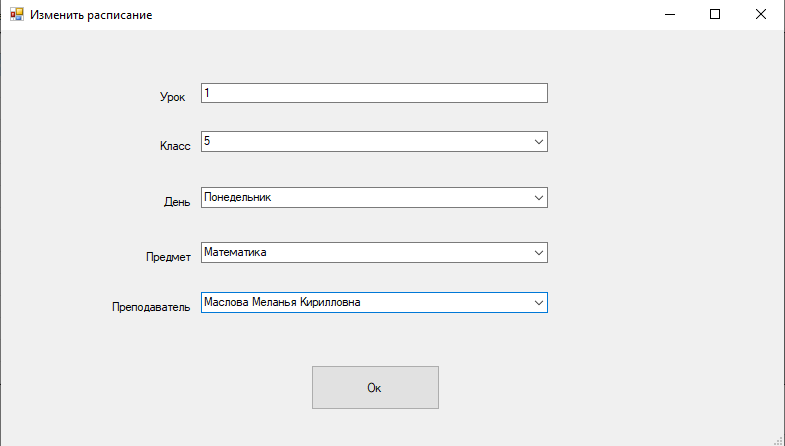 Изменить расписание
Урок 1
Класс 5
День Понедельник
Предмет Математика
Преподаватель Маслова Меланья Кирилловна
Ок